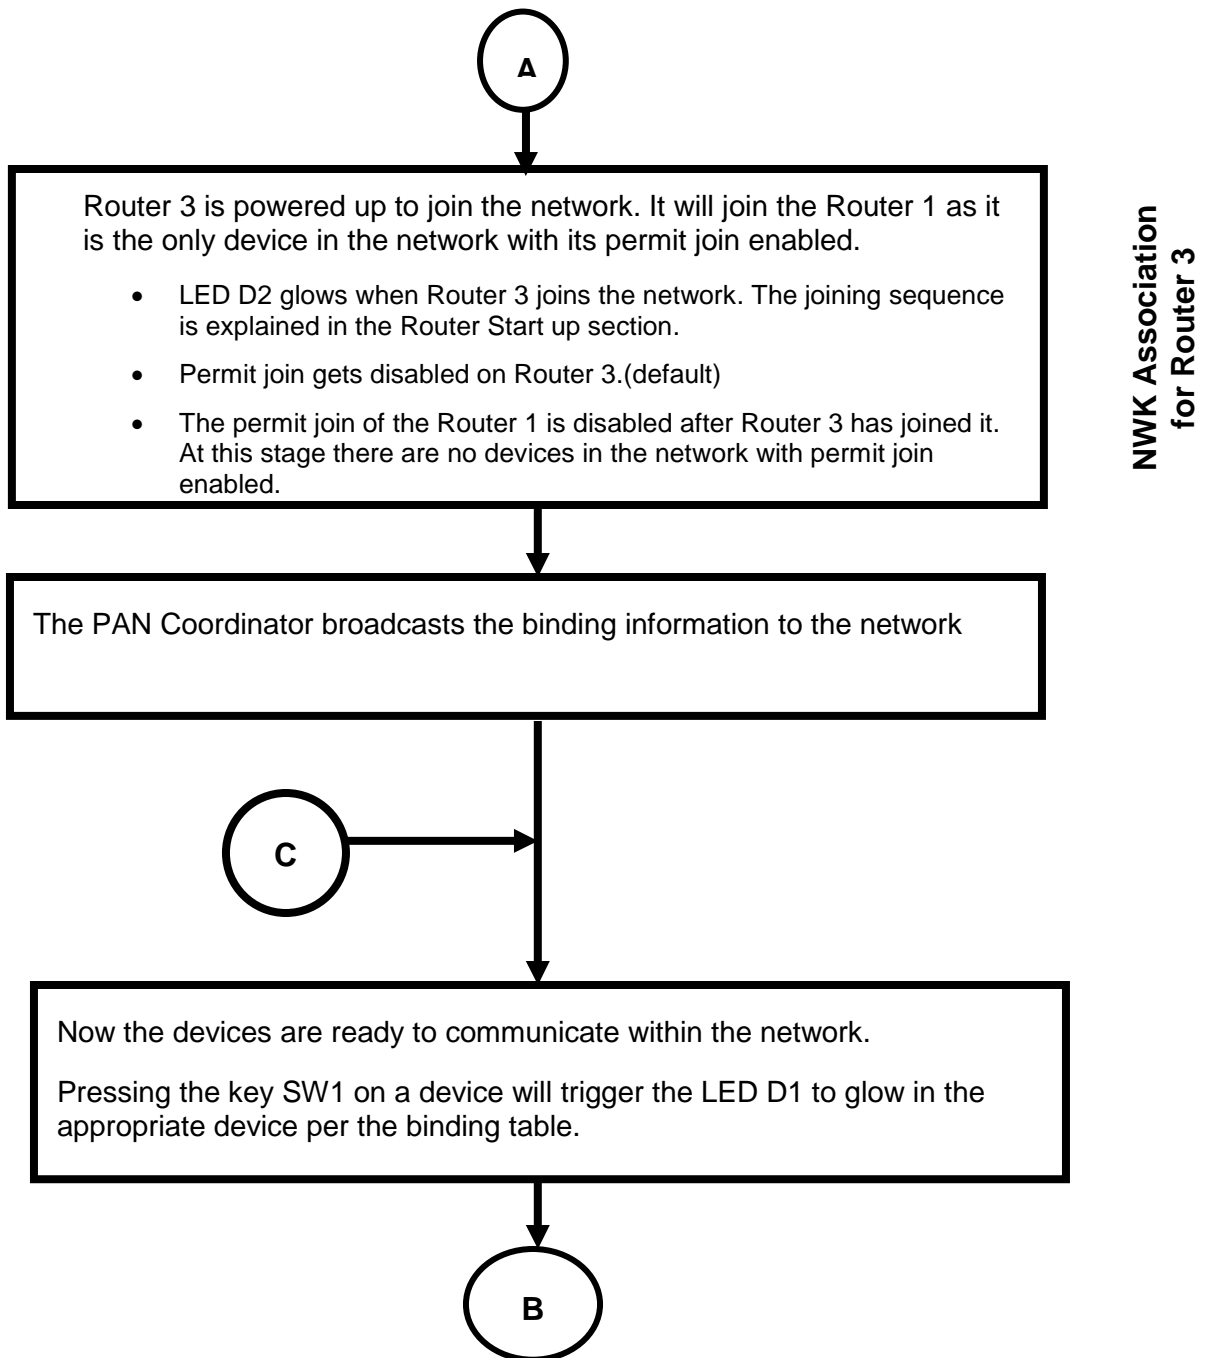 A
Router 3 is powered up to join the network. It will join the Router 1 as it
is the only device in the network with its permit join enabled.
• LED D2 glows when Router 3 joins the network. The joining sequence
is explained in the Router Start up section.
• Permit join gets disabled on Router 3.(default)
• The permit join of the Router 1 is disabled after Router 3 has joined it.
At this stage there are no devices in the network with permit join
enabled.
NWK Association
for Router 3
The PAN Coordinator broadcasts the binding information to the network
C
Now the devices are ready to communicate within the network.
Pressing the key SW1 on a device will trigger the LED D1 to glow in the
appropriate device per the binding table.
B